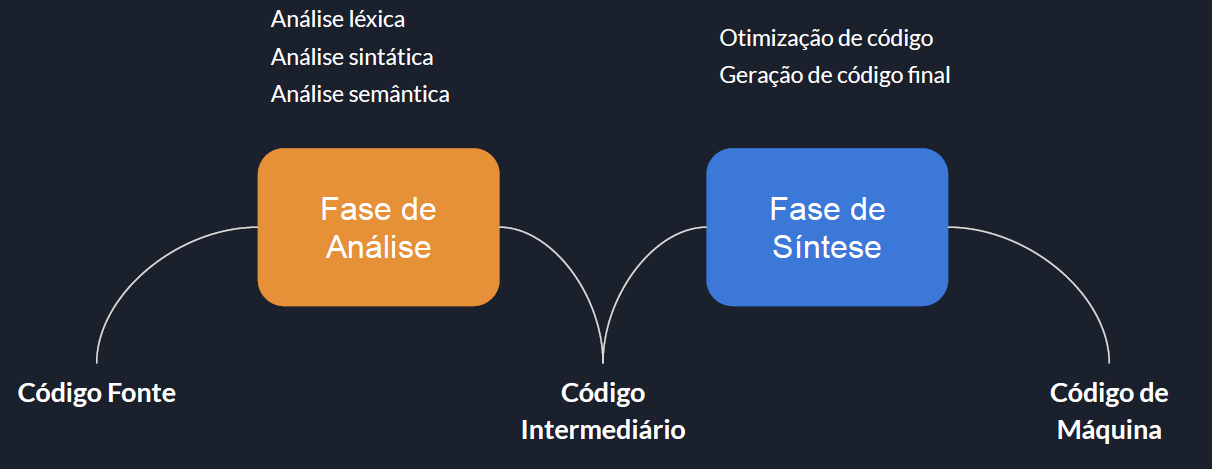 Análise léxica
Análise sintática
Análise semântica
Otimização de código
Geração de código final
Fase de
Análise
Fase de
Síntese
Código Fonte
Código
Intermediário
Código de
Máquina